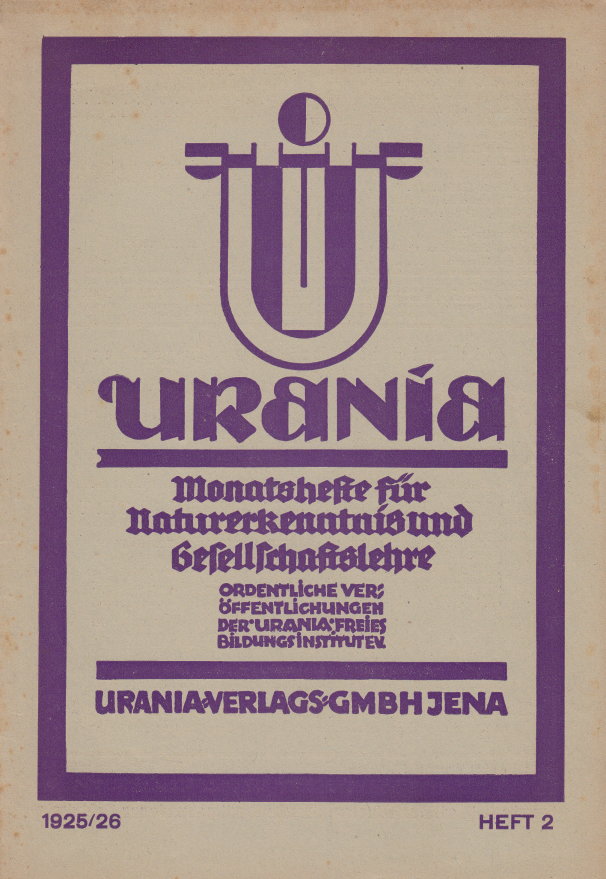 URANIA
Monatshefte für
Naturerkenntnis und
Gesellschaftslehre
ORDENTLICHE VER-
ÖFFENTLICHUNGEN
DER "URANIA" FREIES
BILDUNGSINSTITUT E.V.
URANIA-VERLAGS-GMBH JENA
1925/26
HEFT 2